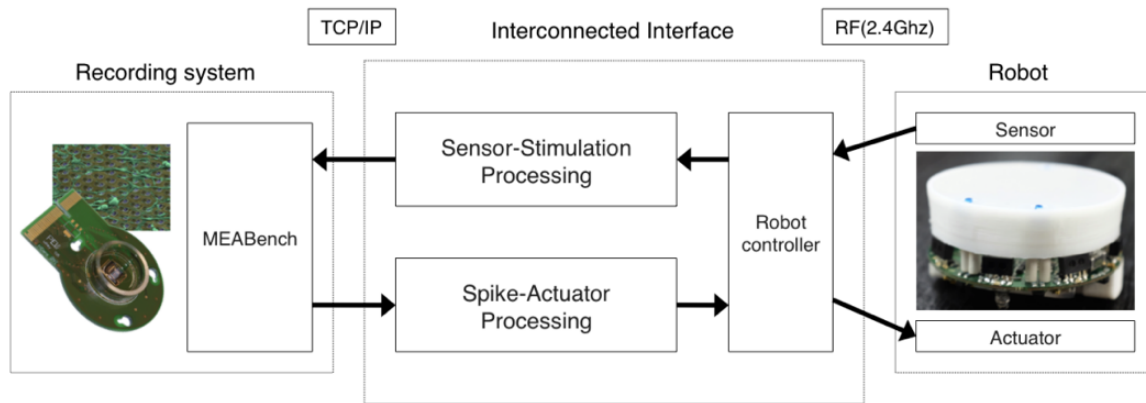 TCP/IP
Interconnected Interface
RF(2.4Ghz)
Recording system
Robot
MEABench
Sensor-Stimulation
Processing
Spike-Actuator
Processing
Robot
controller
Sensor
Actuator